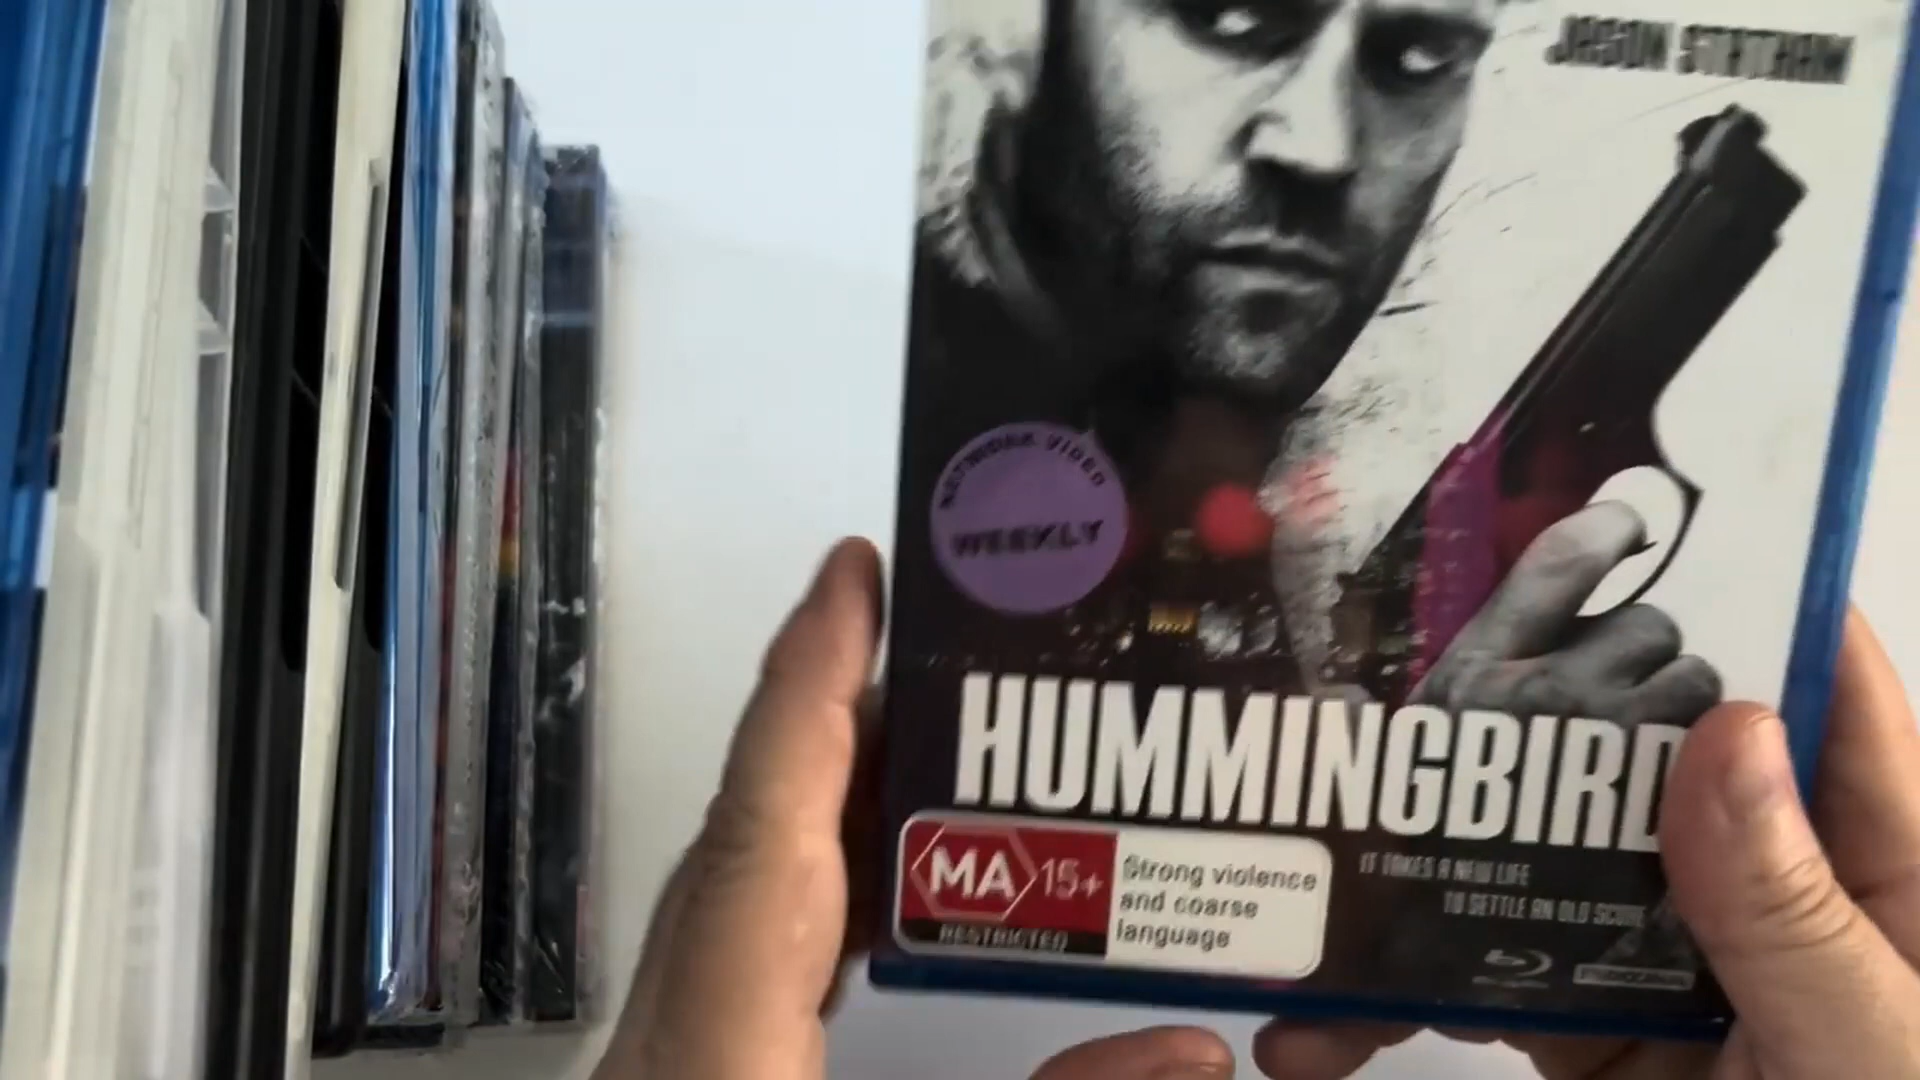 JASON STATHAM
NETWORK VIDEO
WEEKLY
HUMMINGBIRD
MA 15+
RESTRICTED
Strong violence
and coarse
language
IT TAKES A NEW LIFE
TO SETTLE AN OLD SCORE